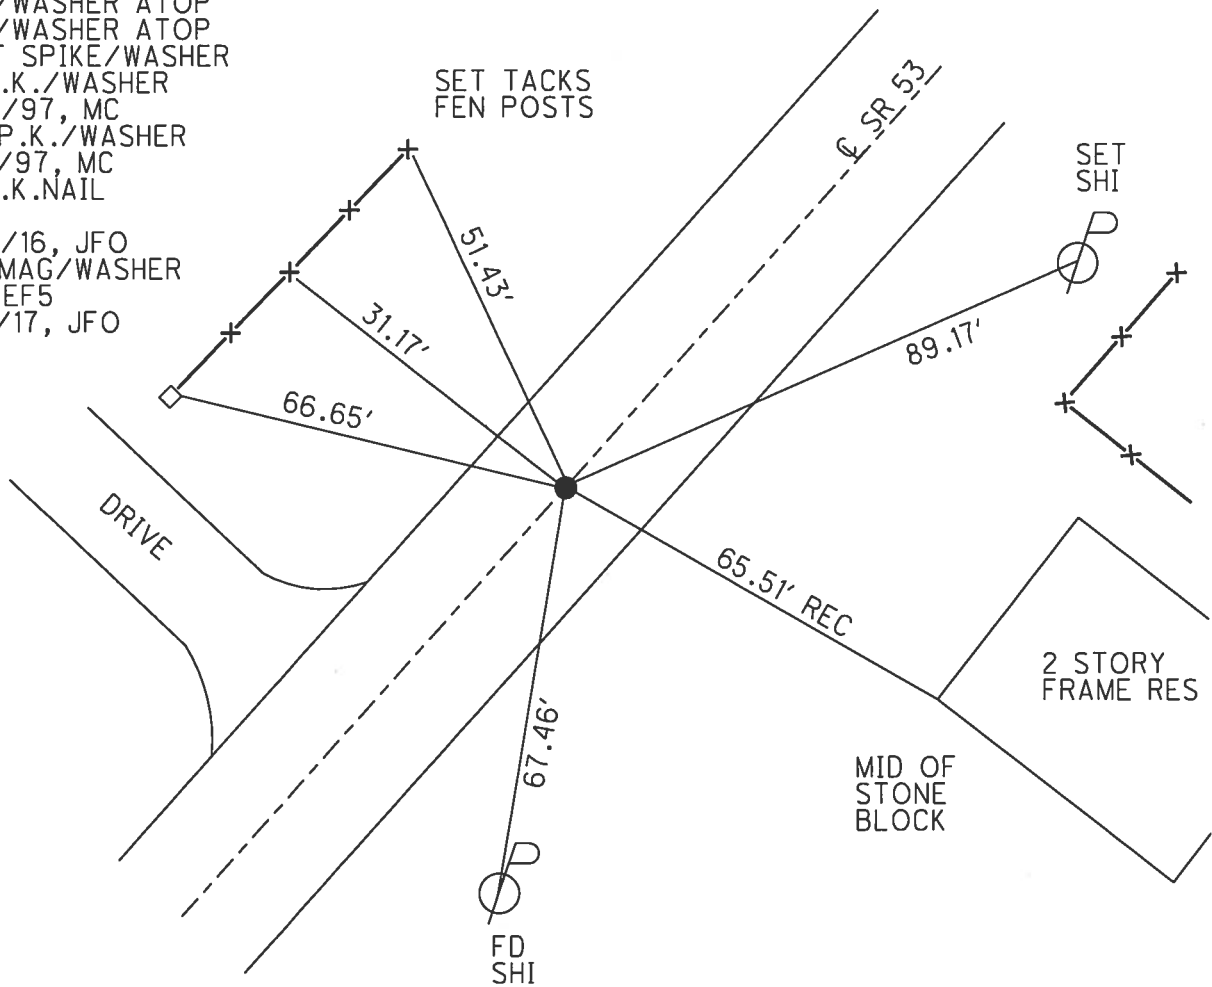 /WASHER ATOP
/WASHER ATOP
SPIKE/WASHER
.K./WASHER
/97, MC
P.K./WASHER
/97, MC
.K.NAIL
/16, JFO
MAG/WASHER
EF5
/17, JFO
SET TACKS
FEN POSTS
℄ SR 53
SET
SHI
51.43'
31.17'
66.65'
89.17'
DRIVE
65.51' REC
67.46'
2 STORY
FRAME RES
MID OF
STONE
BLOCK
FD
SHI